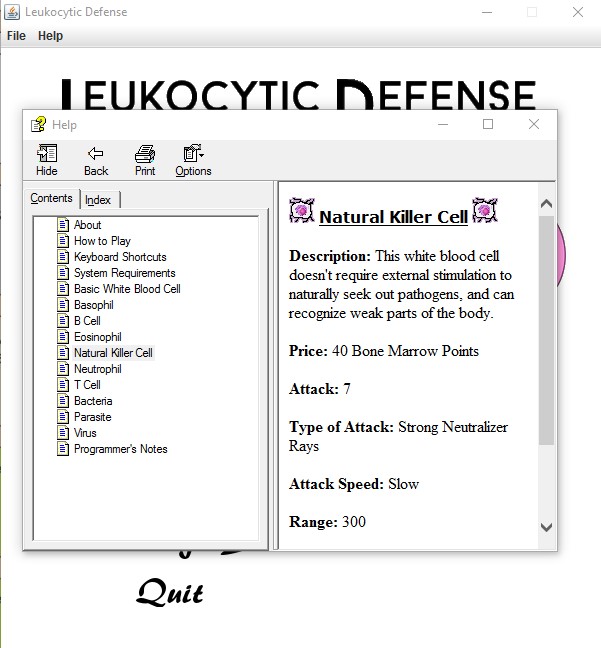 Leukocytic Defense
File Help
LEUKOCYTIC DEFENSE
Help
Hide Back Print Options
Contents Index
About
How to Play
Keyboard Shortcuts
System Requirements
Basic White Blood Cell
Basophil
B Cell
Eosinophil
Natural Killer Cell
Neutrophil
T Cell
Bacteria
Parasite
Virus
Programmer's Notes
Natural Killer Cell
Description: This white blood cell
doesn't require external stimulation to
naturally seek out pathogens, and can
recognize weak parts of the body.
Price: 40 Bone Marrow Points
Attack: 7
Type of Attack: Strong Neutralizer
Rays
Attack Speed: Slow
Range: 300
Quit